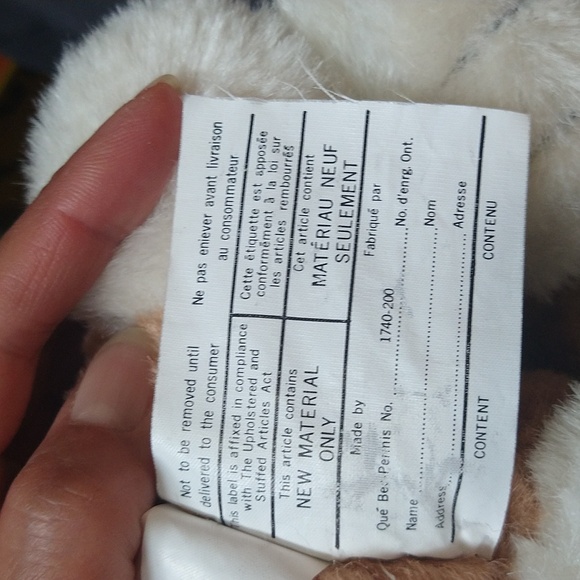 Not to be removed until
delivered to the consumer
Ne pas enlever avant livraison
au consommateur
This label is affixed in compliance
with The Upholstered and
Stuffed Articles Act
Cette étiquette est apposée
conformément à la loi sur
les articles rembourrés
This article contains
NEW MATERIAL
ONLY
Cet article contient
MATÉRIAU NEUF
SEULEMENT
Made by
Fabriqué par
Qué Be. Permis No. 1740-200 No. d'enrg. Ont.
Name Nom
Address Adresse
CONTENT CONTENU